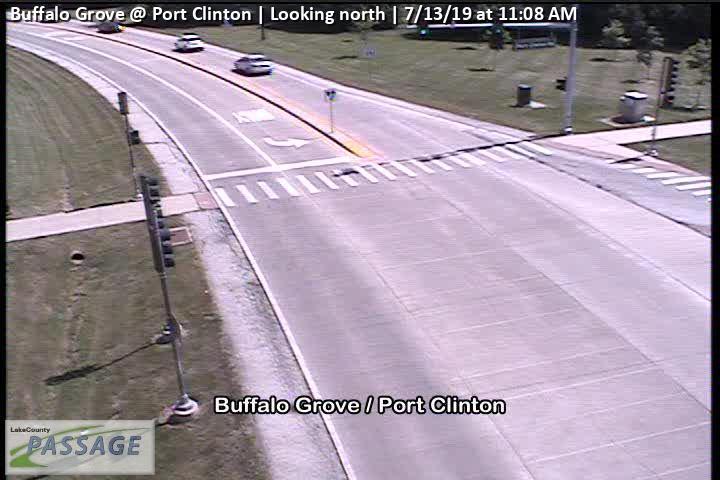 Buffalo Grove @ Port Clinton | Looking north | 7/13/19 at 11:08 AM
Buffalo Grove / Port Clinton
LakeCounty
PASSAGE